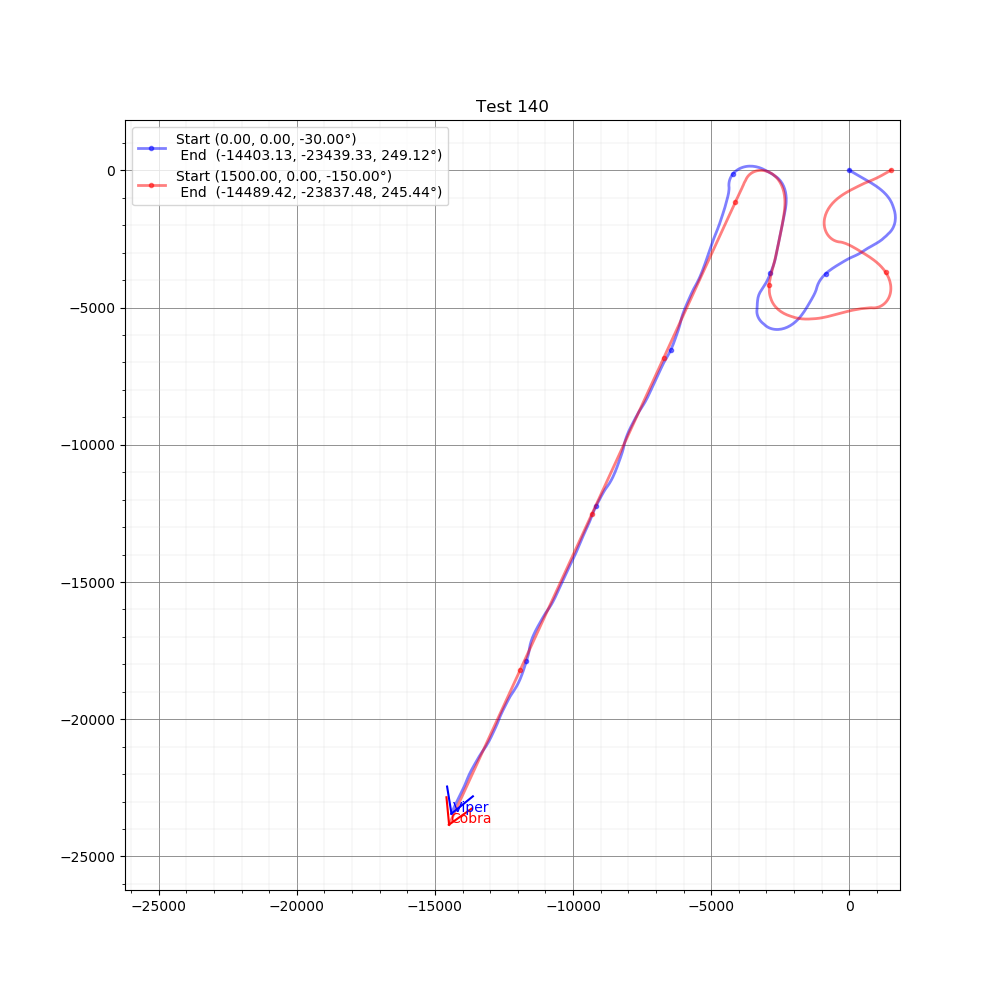 Test 140
Start (0.00, 0.00, -30.00°)
End (-14403.13, -23439.33, 249.12°)
Start (1500.00, 0.00, -150.00°)
End (-14489.42, -23837.48, 245.44°)
0
−5000
−10000
−15000
−20000
−25000
Viper
Cobra
−25000 −20000 −15000 −10000 −5000 0